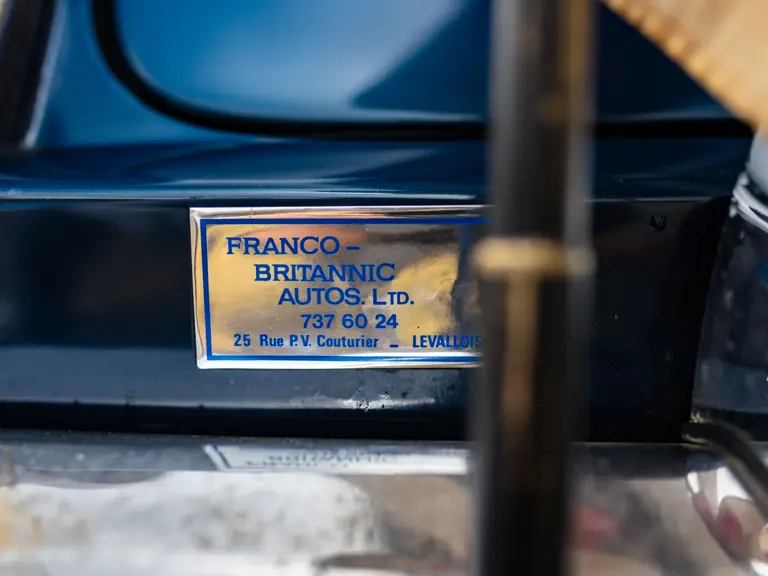 FRANCO –
BRITANNIC
AUTOS. LTD.
737 60 24
25 Rue P.V. Couturier – LEVALLOIS